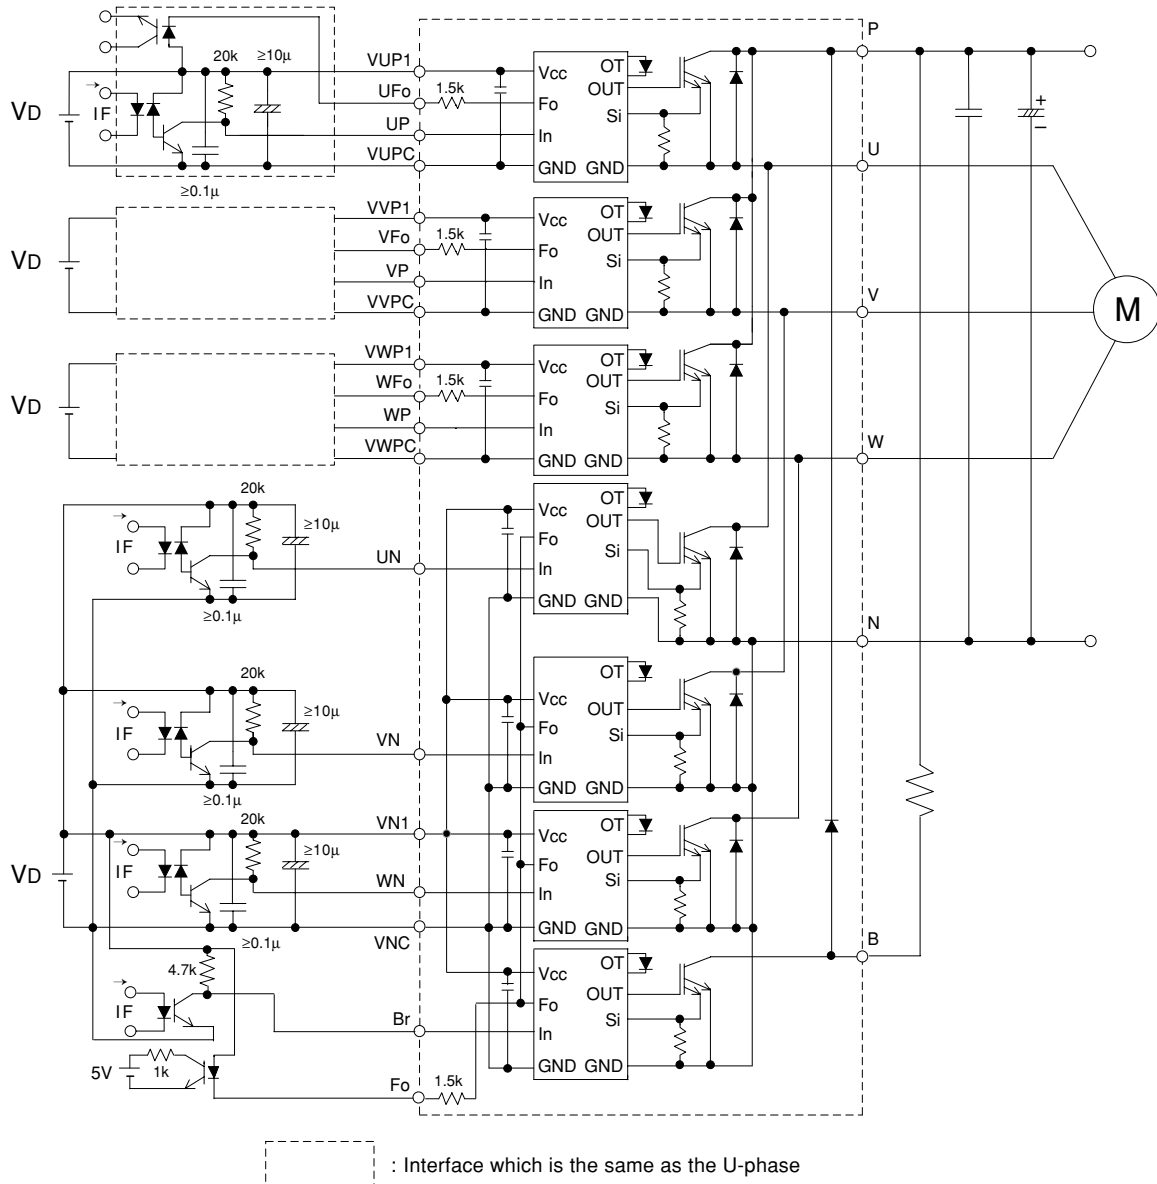 P
20k
≥10μ
VUP1
Vcc
OT
OUT
UFo
1.5k
Fo
VD
IF
Si
UP
In
VUPC
GND GND
U
≥0.1μ
+
–
VVP1
Vcc
OT
OUT
VFo
1.5k
Fo
VD
Si
VP
In
VVPC
GND GND
V
M
VWP1
Vcc
OT
OUT
WFo
1.5k
Fo
VD
Si
WP
In
VWPC
GND GND
W
20k
≥10μ
IF
Vcc
OT
OUT
Fo
Si
UN
In
GND GND
≥0.1μ
N
20k
≥10μ
IF
Vcc
OT
OUT
Fo
Si
VN
In
GND GND
≥0.1μ
20k
≥10μ
VN1
Vcc
OT
OUT
VD
IF
Fo
Si
WN
In
GND GND
VNC
≥0.1μ
B
4.7k
IF
Vcc
OT
OUT
Fo
Si
Br
In
GND GND
5V
1k
Fo
1.5k
: Interface which is the same as the U-phase